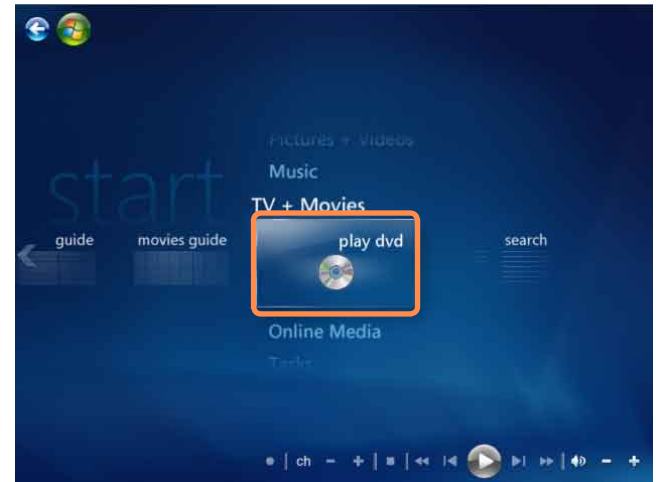 Pictures + Videos
start
Music
TV + Movies
guide
movies guide
play dvd
search
Online Media
Tasks
ch